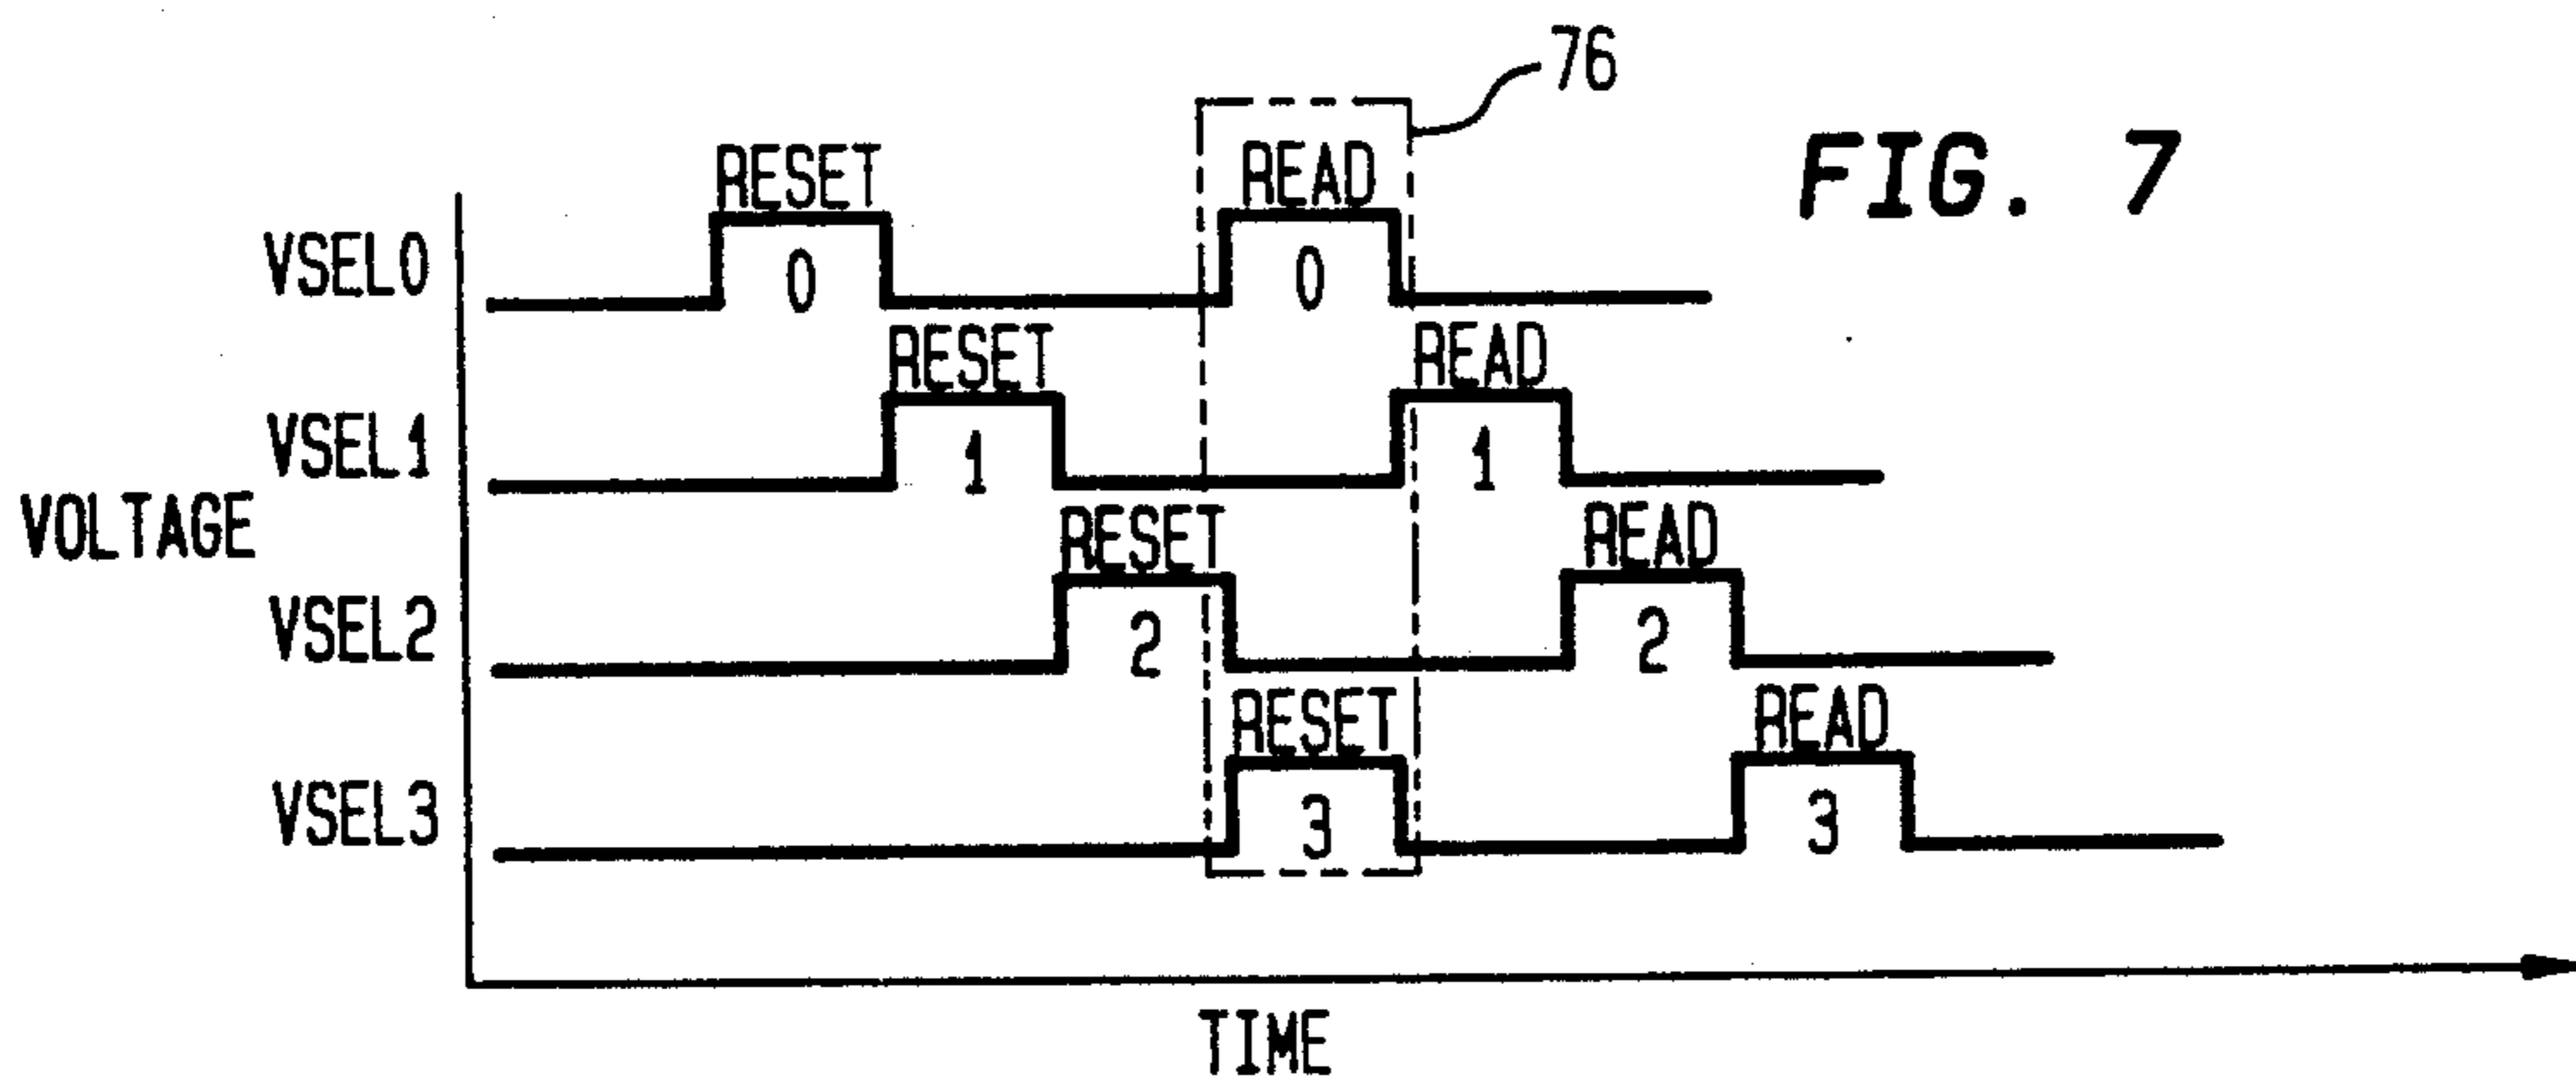 76
FIG. 7
RESET READ
VSEL0 0 0
RESET READ
VSEL1 1 1
VOLTAGE
RESET READ
VSEL2 2 2
RESET READ
VSEL3 3 3
TIME